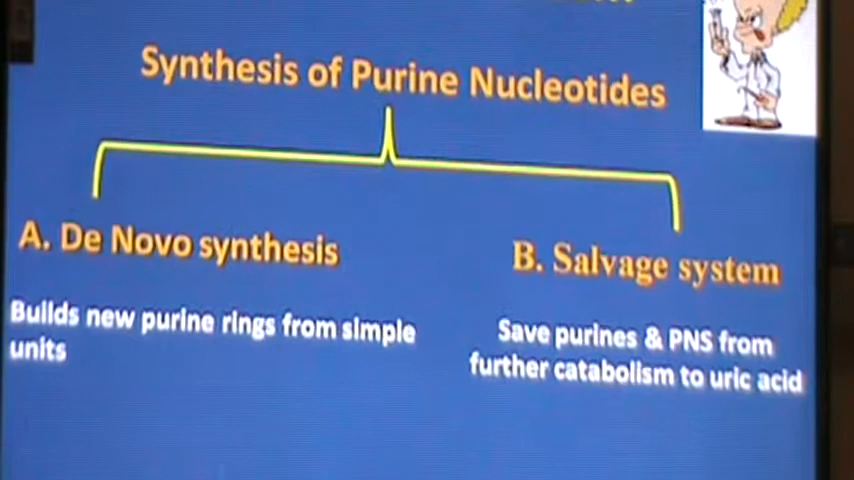 Synthesis of Purine Nucleotides
A. De Novo synthesis
B. Salvage system
Builds new purine rings from simple
units
Save purines & PNS from
further catabolism to uric acid